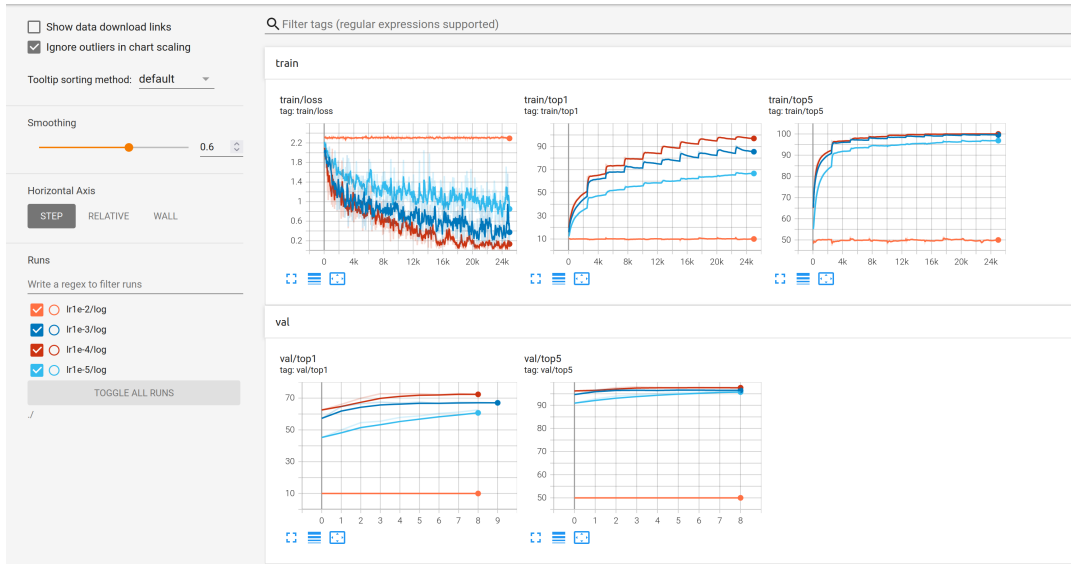 Show data download links
Ignore outliers in chart scaling
Tooltip sorting method: default
Smoothing
0.6
Horizontal Axis
STEP RELATIVE WALL
Runs
Write a regex to filter runs
lr1e-2/log
lr1e-3/log
lr1e-4/log
lr1e-5/log
TOGGLE ALL RUNS
./
Filter tags (regular expressions supported)
train
train/loss
tag: train/loss
2.2
1.8
1.4
1
0.6
0.2
0 4k 8k 12k 16k 20k 24k
train/top1
tag: train/top1
90
70
50
30
10
0 4k 8k 12k 16k 20k 24k
train/top5
tag: train/top5
100
90
80
70
60
50
0 4k 8k 12k 16k 20k 24k
val
val/top1
tag: val/top1
70
50
30
10
0 1 2 3 4 5 6 7 8 9
val/top5
tag: val/top5
90
80
70
60
50
0 1 2 3 4 5 6 7 8